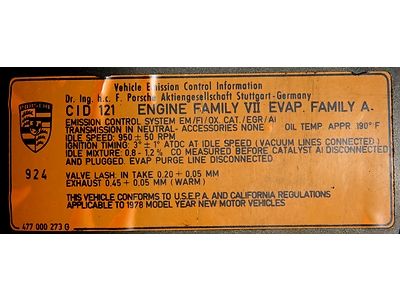 Vehicle Emission Control Information
Dr. Ing. h.c. F. Porsche Aktiengesellschaft Stuttgart-Germany
CID 121 ENGINE FAMILY VII EVAP. FAMILY A.
EMISSION CONTROL SYSTEM EM/FI/OX. CAT./EGR/AI
TRANSMISSION IN NEUTRAL- ACCESSORIES NONE OIL TEMP. APPR. 190°F
IDLE SPEED: 950 ± 50 RPM
IGNITION TIMING: 3° ± 1° ATDC AT IDLE SPEED (VACUUM LINES CONNECTED)
IDLE MIXTURE: 0.8 - 1.2% CO MEASURED BEFORE CATALYST AI DISCONNECTED
AND PLUGGED. EVAP PURGE LINE DISCONNECTED.
PORSCHE
924
VALVE LASH: IN TAKE 0.20 + 0.05 MM
EXHAUST 0.45 + 0.05 MM (WARM)
THIS VEHICLE CONFORMS TO U.S.E.P.A. AND CALIFORNIA REGULATIONS
APPLICABLE TO 1978 MODEL YEAR NEW MOTOR VEHICLES
477 000 273 G